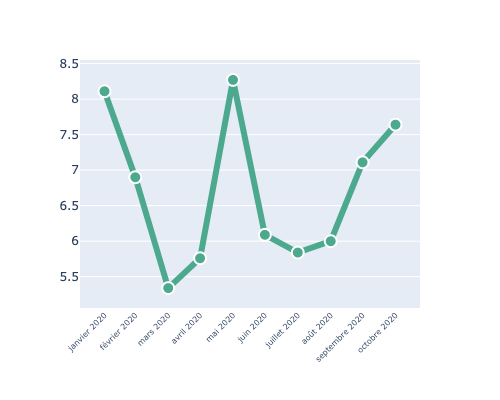 8.5
8
7.5
7
6.5
6
5.5
janvier 2020
février 2020
mars 2020
avril 2020
mai 2020
juin 2020
juillet 2020
août 2020
septembre 2020
octobre 2020